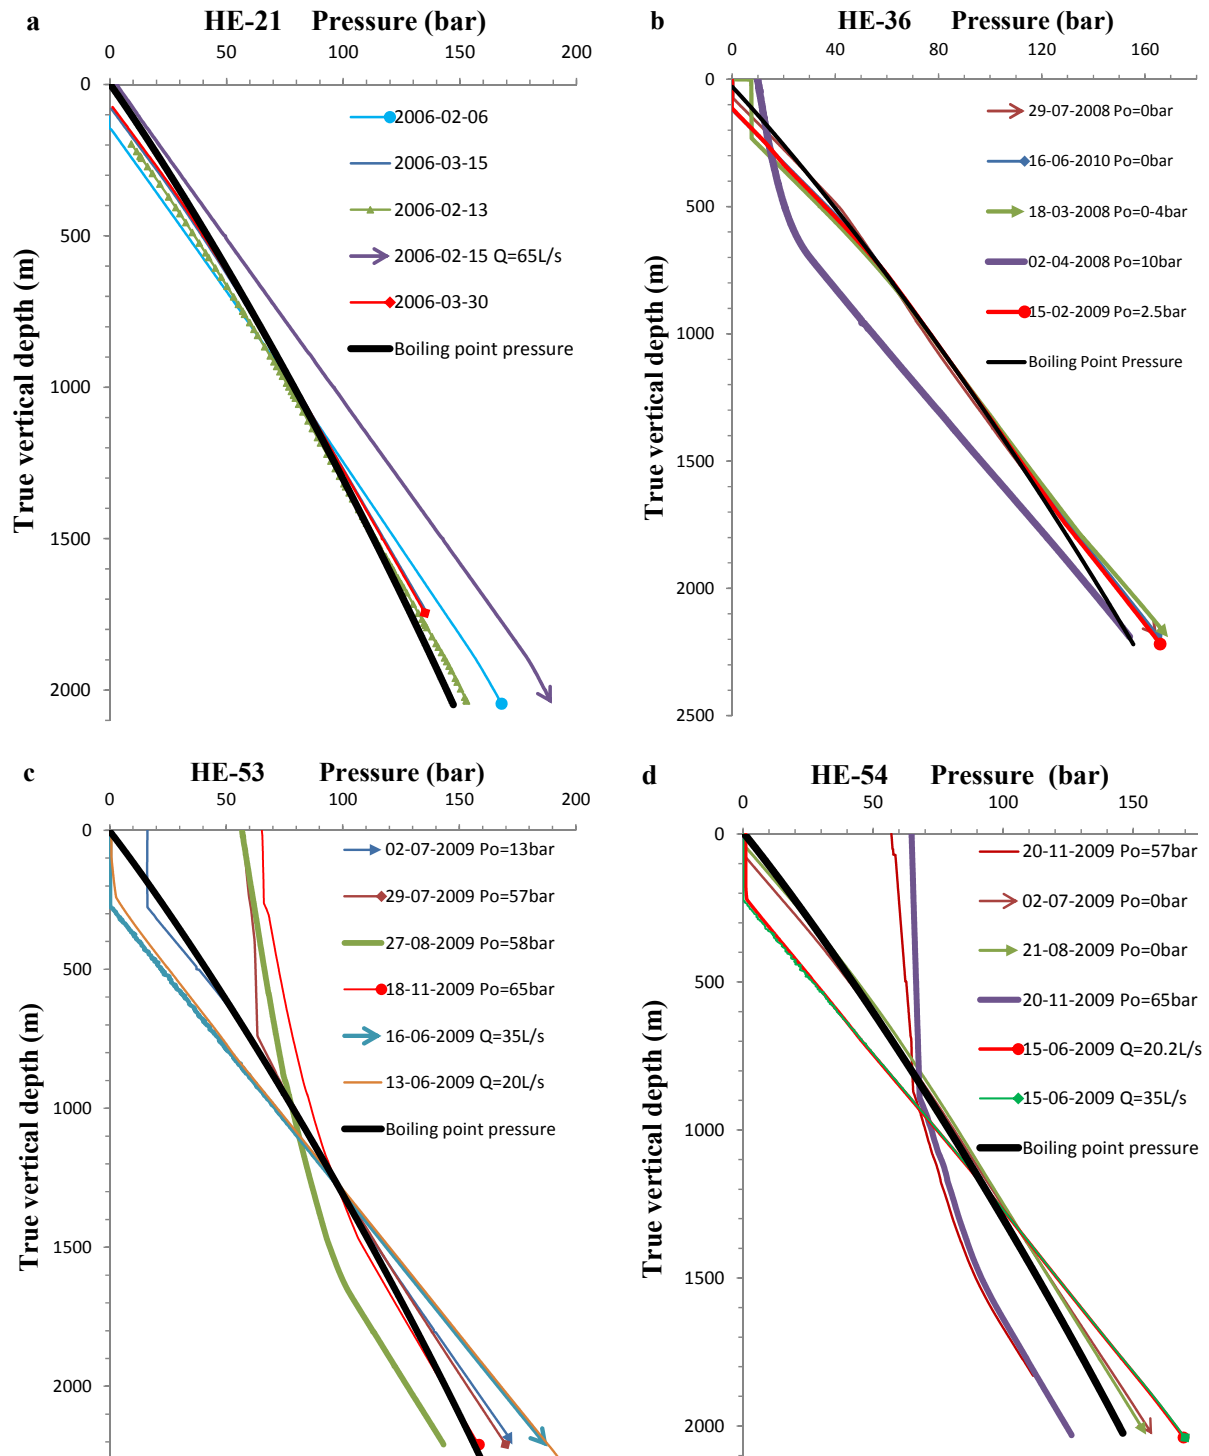 a HE-21 Pressure (bar)
0 50 100 150 200
0
500
1000
1500
2000
True vertical depth (m)
2006-02-06
2006-03-15
2006-02-13
2006-02-15 Q=65L/s
2006-03-30
Boiling point pressure
b HE-36 Pressure (bar)
0 40 80 120 160
0
500
1000
1500
2000
2500
True vertical depth (m)
29-07-2008 Po=0bar
16-06-2010 Po=0bar
18-03-2008 Po=0-4bar
02-04-2008 Po=10bar
15-02-2009 Po=2.5bar
Boiling Point Pressure
c HE-53 Pressure (bar)
0 50 100 150 200
0
500
1000
1500
2000
True vertical depth (m)
02-07-2009 Po=13bar
29-07-2009 Po=57bar
27-08-2009 Po=58bar
18-11-2009 Po=65bar
16-06-2009 Q=35L/s
13-06-2009 Q=20L/s
Boiling point pressure
d HE-54 Pressure (bar)
0 50 100 150
0
500
1000
1500
2000
True vertical depth (m)
20-11-2009 Po=57bar
02-07-2009 Po=0bar
21-08-2009 Po=0bar
20-11-2009 Po=65bar
15-06-2009 Q=20.2L/s
15-06-2009 Q=35L/s
Boiling point pressure